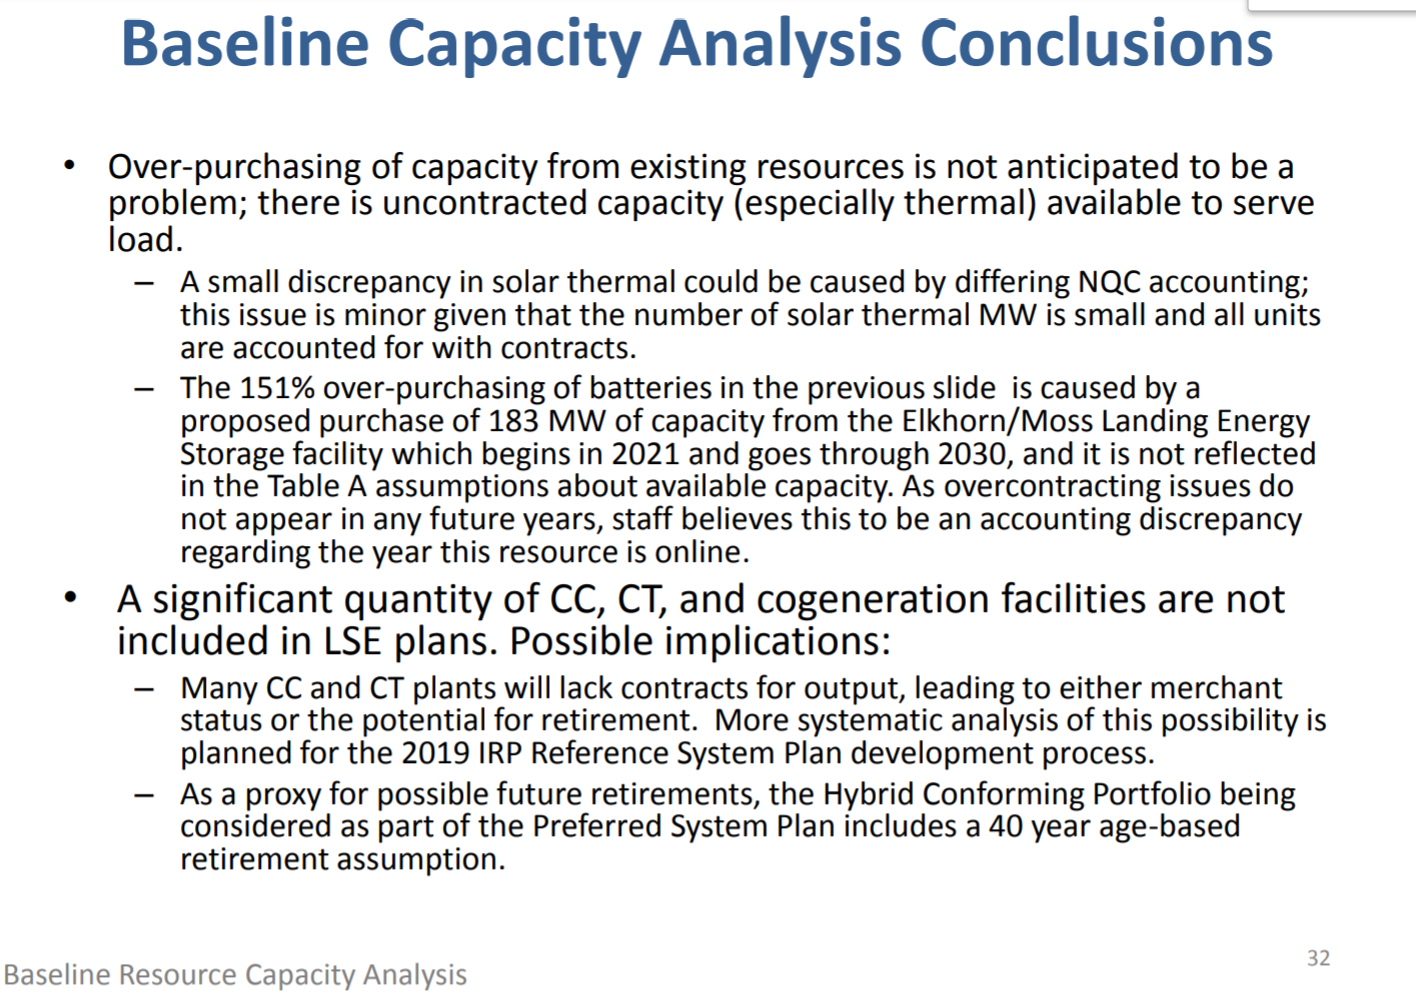 Baseline Capacity Analysis Conclusions
• Over-purchasing of capacity from existing resources is not anticipated to be a
problem; there is uncontracted capacity (especially thermal) available to serve
load.
– A small discrepancy in solar thermal could be caused by differing NQC accounting;
this issue is minor given that the number of solar thermal MW is small and all units
are accounted for with contracts.
– The 151% over-purchasing of batteries in the previous slide  is caused by a
proposed purchase of 183 MW of capacity from the Elkhorn/Moss Landing Energy
Storage facility which begins in 2021 and goes through 2030, and it is not reflected
in the Table A assumptions about available capacity. As overcontracting issues do
not appear in any future years, staff believes this to be an accounting discrepancy
regarding the year this resource is online.
• A significant quantity of CC, CT, and cogeneration facilities are not
included in LSE plans. Possible implications:
– Many CC and CT plants will lack contracts for output, leading to either merchant
status or the potential for retirement.  More systematic analysis of this possibility is
planned for the 2019 IRP Reference System Plan development process.
– As a proxy for possible future retirements, the Hybrid Conforming Portfolio being
considered as part of the Preferred System Plan includes a 40 year age-based
retirement assumption.
32
Baseline Resource Capacity Analysis